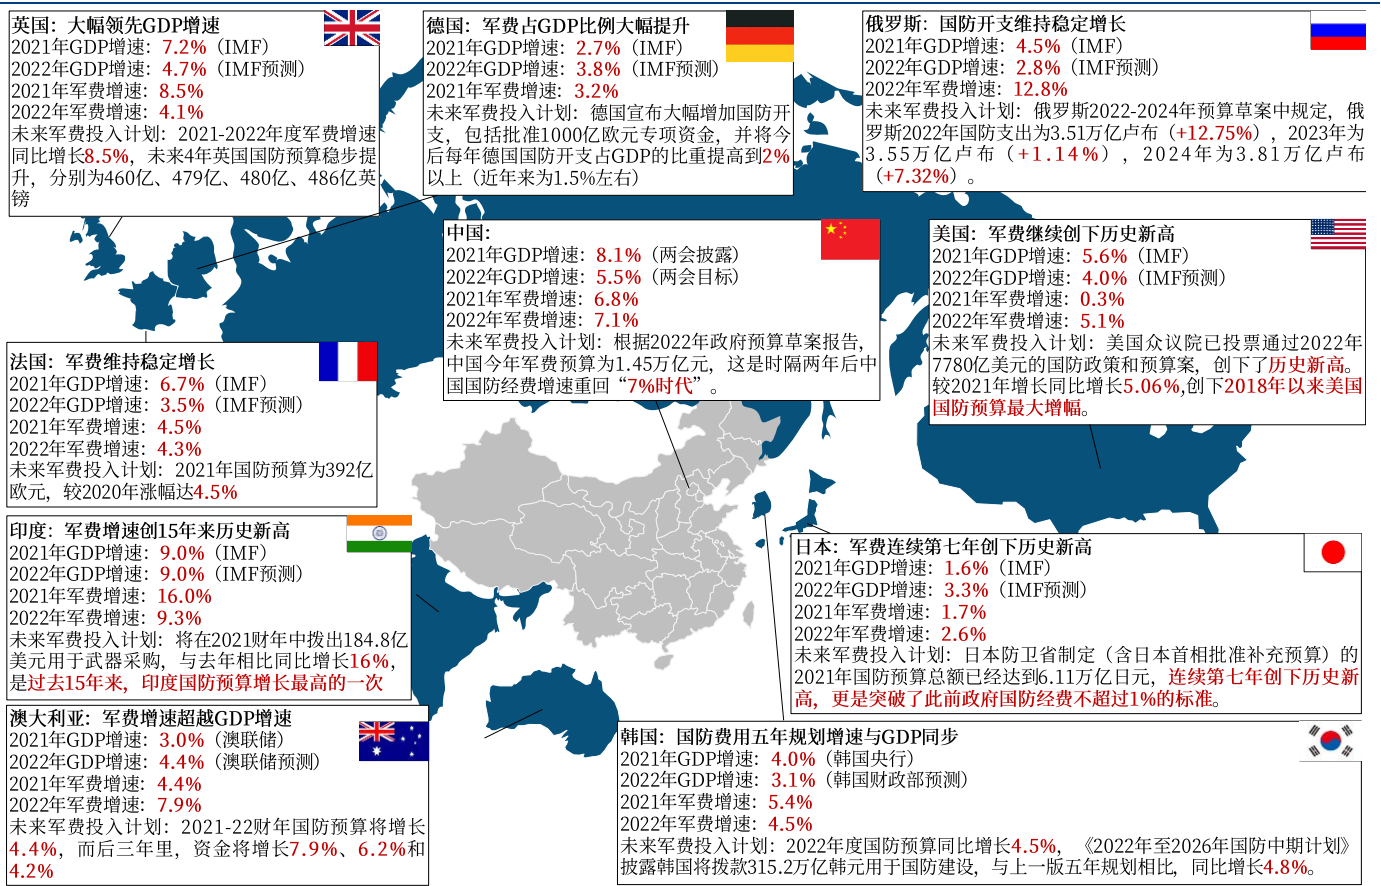 英国：大幅领先GDP增速
2021年GDP增速：7.2%（IMF）
2022年GDP增速：4.7%（IMF预测）
2021年军费增速：8.5%
2022年军费增速：4.1%
未来军费投入计划：2021-2022年度军费增速
同比增长8.5%，未来4年英国国防预算稳步提
升，分别为460亿、479亿、480亿、486亿英
镑
德国：军费占GDP比例大幅提升
2021年GDP增速：2.7%（IMF）
2022年GDP增速：3.8%（IMF预测）
2021年军费增速：3.2%
未来军费投入计划：德国宣布大幅增加国防开
支，包括批准1000亿欧元专项资金，并将今
后每年德国国防开支占GDP的比重提高到2%
以上（近年来为1.5%左右）
俄罗斯：国防开支维持稳定增长
2021年GDP增速：4.5%（IMF）
2022年GDP增速：2.8%（IMF预测）
2022年军费增速：12.8%
未来军费投入计划：俄罗斯2022-2024年预算草案中规定，俄
罗斯2022年国防支出为3.51万亿卢布（+12.75%），2023年为
3.55万亿卢布（+1.14%），2024年为3.81万亿卢布
（+7.32%）。
中国：
2021年GDP增速：8.1%（两会披露）
2022年GDP增速：5.5%（两会目标）
2021年军费增速：6.8%
2022年军费增速：7.1%
未来军费投入计划：根据2022年政府预算草案报告，
中国今年军费预算为1.45万亿元，这是时隔两年后中
国国防经费增速重回“7%时代”。
美国：军费继续创下历史新高
2021年GDP增速：5.6%（IMF）
2022年GDP增速：4.0%（IMF预测）
2021年军费增速：0.3%
2022年军费增速：5.1%
未来军费投入计划：美国众议院已投票通过2022年
7780亿美元的国防政策和预算案，创下了历史新高。
较2021年增长同比增长5.06%,创下2018年以来美国
国防预算最大增幅。
法国：军费维持稳定增长
2021年GDP增速：6.7%（IMF）
2022年GDP增速：3.5%（IMF预测）
2021年军费增速：4.5%
2022年军费增速：4.3%
未来军费投入计划：2021年国防预算为392亿
欧元，较2020年涨幅达4.5%
印度：军费增速创15年来历史新高
2021年GDP增速：9.0%（IMF）
2022年GDP增速：9.0%（IMF预测）
2021年军费增速：16.0%
2022年军费增速：9.3%
未来军费投入计划：将在2021财年中拨出184.8亿
美元用于武器采购，与去年相比同比增长16%，
是过去15年来，印度国防预算增长最高的一次
日本：军费连续第七年创下历史新高
2021年GDP增速：1.6%（IMF）
2022年GDP增速：3.3%（IMF预测）
2021年军费增速：1.7%
2022年军费增速：2.6%
未来军费投入计划：日本防卫省制定（含日本首相批准补充预算）的
2021年国防预算总额已经达到6.11万亿日元，连续第七年创下历史新
高，更是突破了此前政府国防经费不超过1%的标准。
澳大利亚：军费增速超越GDP增速
2021年GDP增速：3.0%（澳联储）
2022年GDP增速：4.4%（澳联储预测）
2021年军费增速：4.4%
2022年军费增速：7.9%
未来军费投入计划：2021-22财年国防预算将增长
4.4%，而后三年里，资金将增长7.9%、6.2%和
4.2%
韩国：国防费用五年规划增速与GDP同步
2021年GDP增速：4.0%（韩国央行）
2022年GDP增速：3.1%（韩国财政部预测）
2021年军费增速：5.4%
2022年军费增速：4.5%
未来军费投入计划：2022年度国防预算同比增长4.5%，《2022年至2026年国防中期计划》
披露韩国将拨款315.2万亿韩元用于国防建设，与上一版五年规划相比，同比增长4.8%。